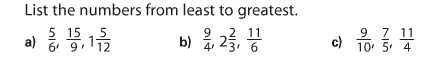 List the numbers from least to greatest.
a) 5/6, 15/9, 1 5/12 b) 9/4, 2 2/3, 11/6 c) 9/10, 7/5, 11/4